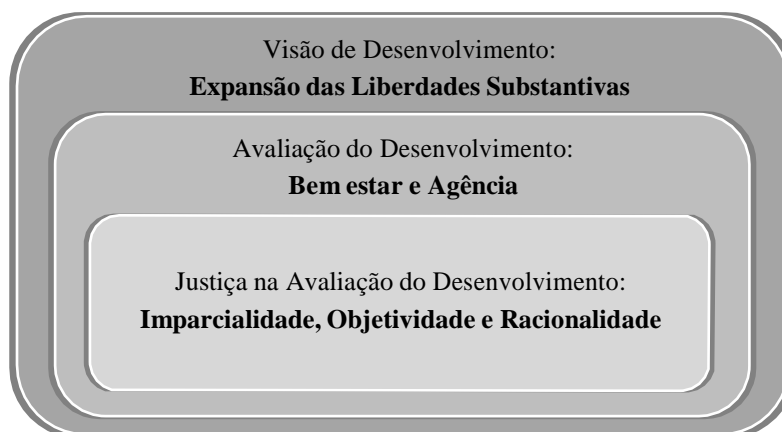 Visão de Desenvolvimento:
Expansão das Liberdades Substantivas
Avaliação do Desenvolvimento:
Bem estar e Agência
Justiça na Avaliação do Desenvolvimento:
Imparcialidade, Objetividade e Racionalidade